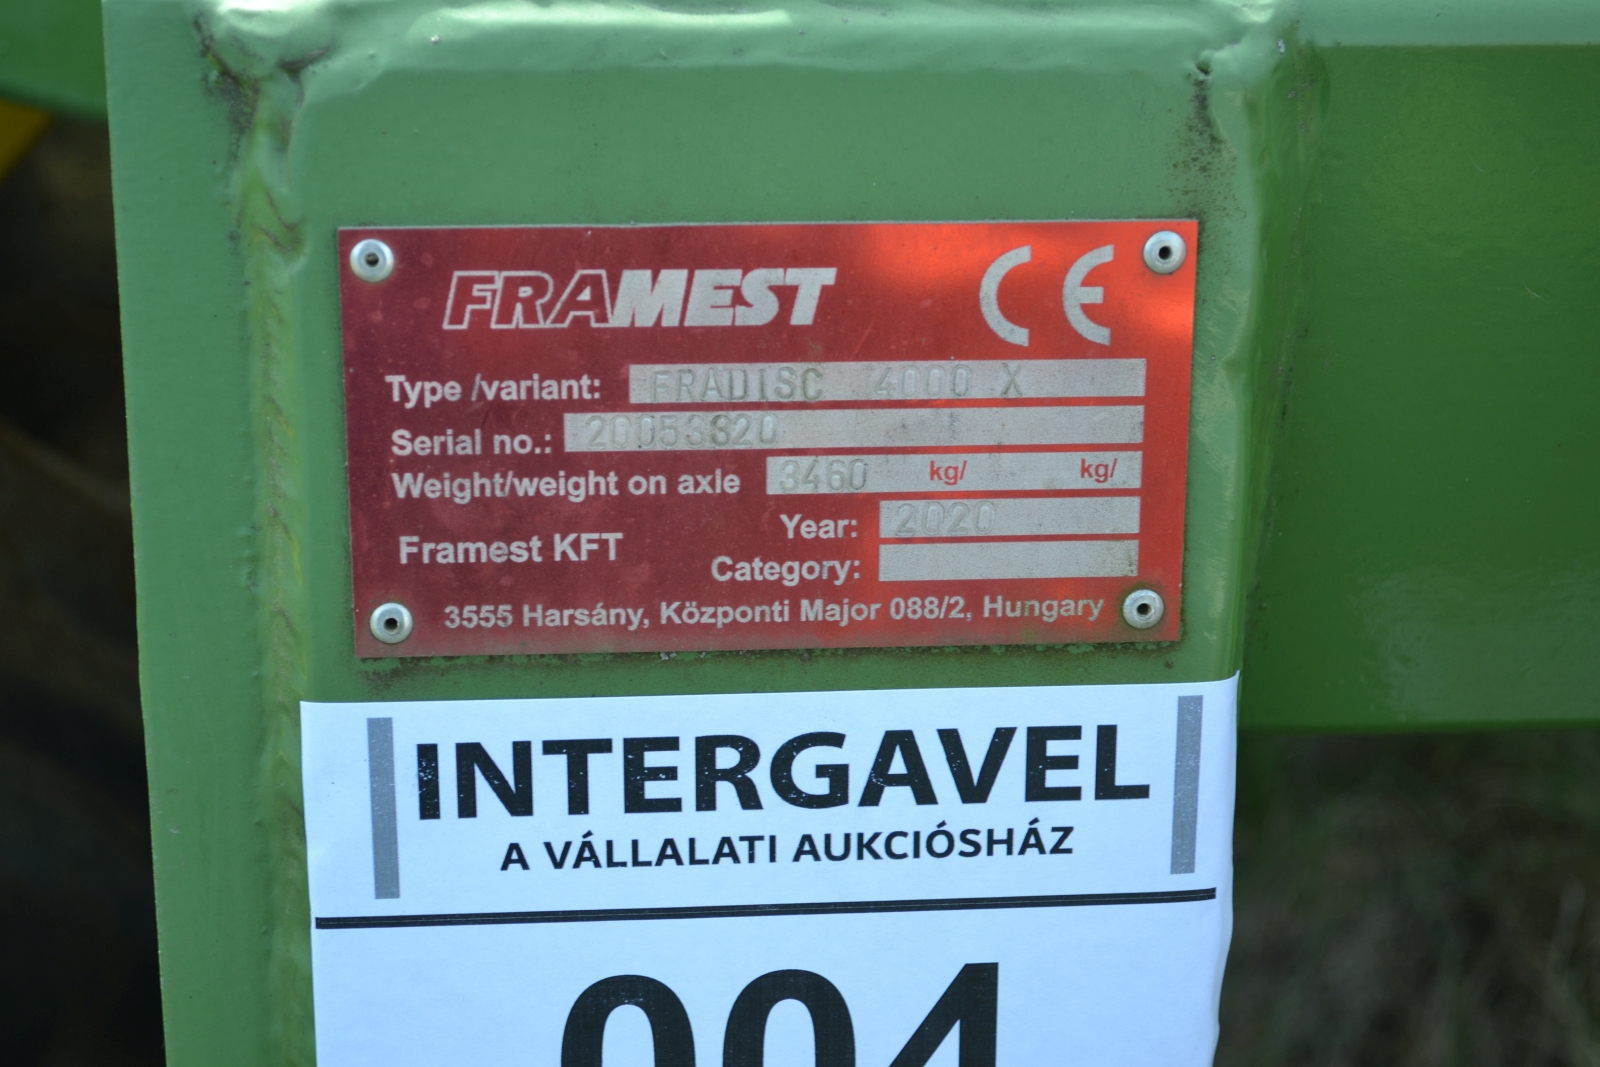 FRAMEST CE
Type /variant: FRADISC 4000 X
Serial no.: 20053820
Weight/weight on axle 3460 kg/ kg/
Year: 2020
Framest KFT
Category:
3555 Harsány, Központi Major 088/2, Hungary
INTERGAVEL
A VÁLLALATI AUKCIÓSHÁZ
004